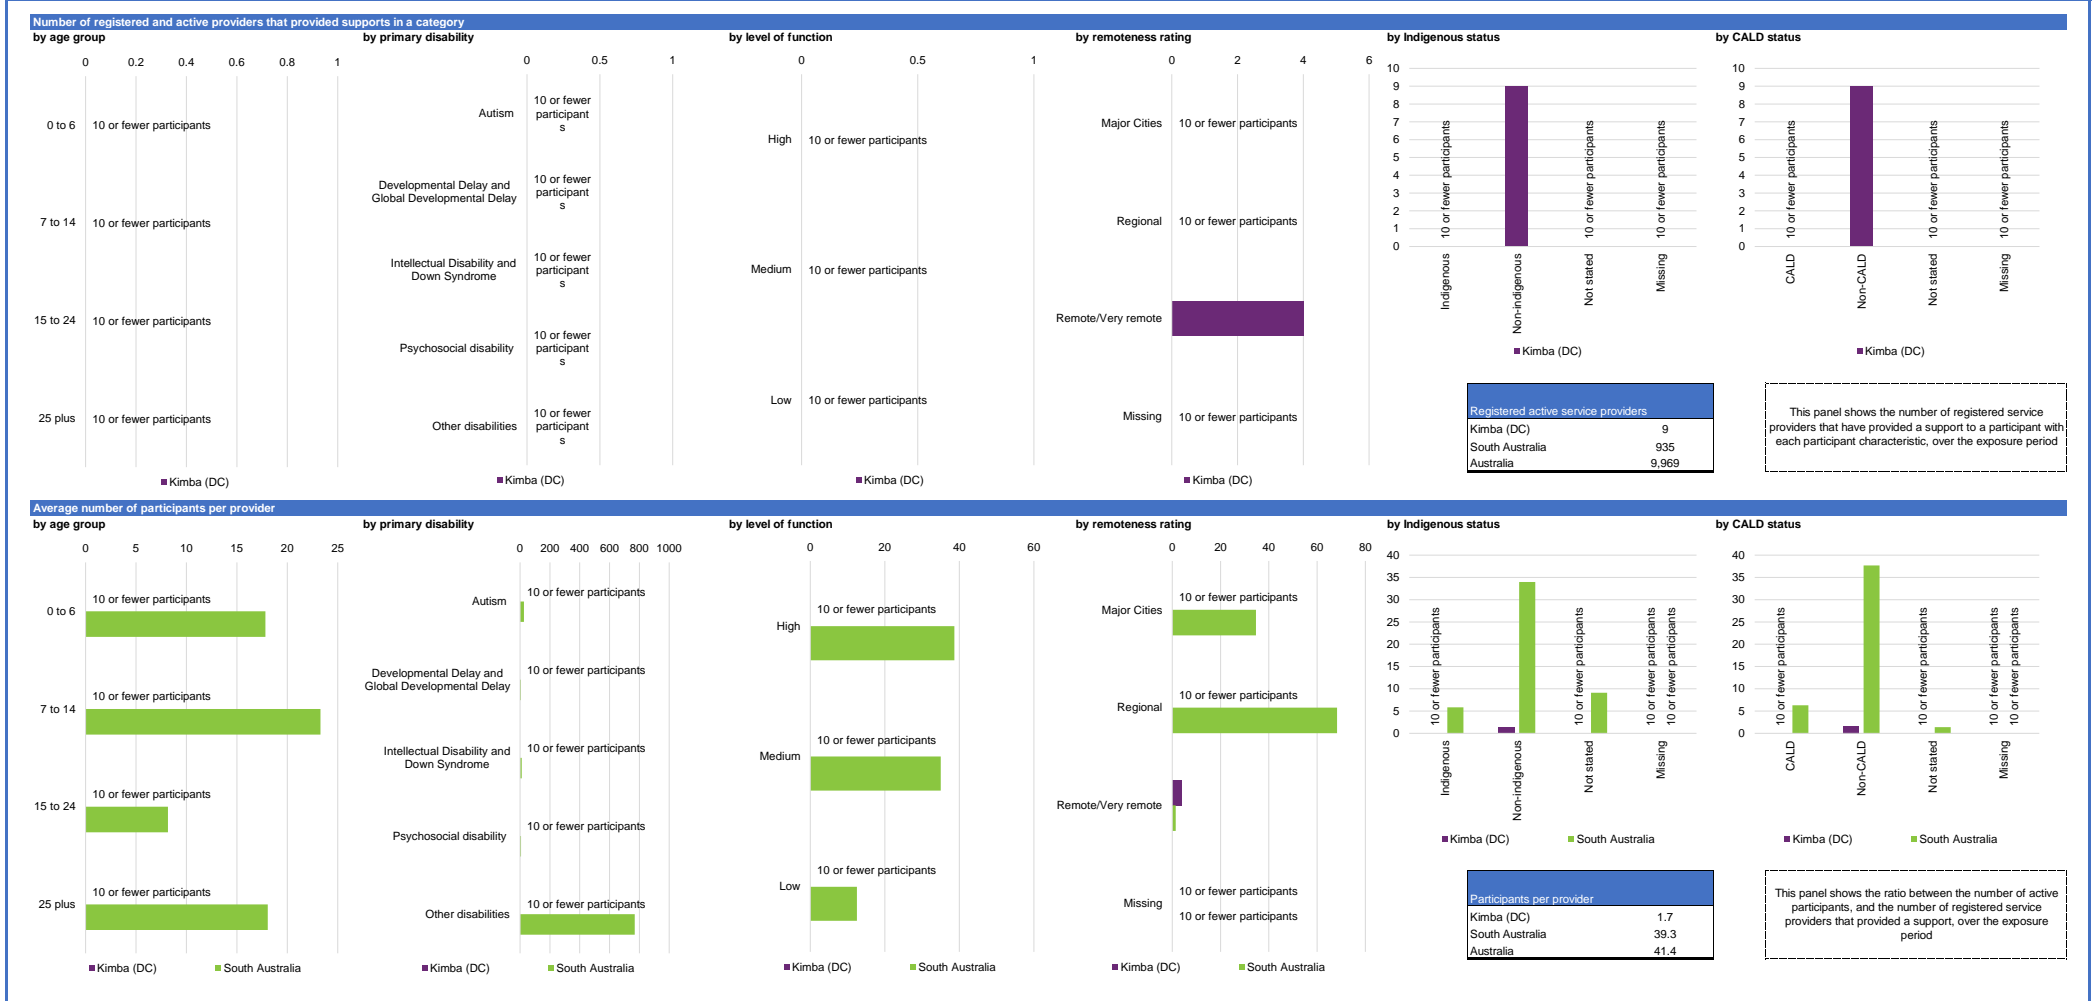 Number of registered and active providers that provided supports in a category
by age group
0 0.2 0.4 0.6 0.8 1
0 to 6 10 or fewer participants
7 to 14 10 or fewer participants
15 to 24 10 or fewer participants
25 plus 10 or fewer participants
Kimba (DC)
by primary disability
0 0.5 1
Autism
10 or fewer
participant
s
Developmental Delay and
Global Developmental Delay
10 or fewer
participant
s
Intellectual Disability and
Down Syndrome
10 or fewer
participant
s
Psychosocial disability
10 or fewer
participant
s
Other disabilities
10 or fewer
participant
s
Kimba (DC)
by level of function
0 0.5 1
High 10 or fewer participants
Medium 10 or fewer participants
Low 10 or fewer participants
Kimba (DC)
by remoteness rating
0 2 4 6
Major Cities 10 or fewer participants
Regional 10 or fewer participants
Remote/Very remote
Missing 10 or fewer participants
Kimba (DC)
by Indigenous status
10
9
8
7
6
5
4
3
2
1
0
10 or fewer participants
10 or fewer participants
10 or fewer participants
Indigenous
Non-indigenous
Not stated
Missing
Kimba (DC)
by CALD status
10
9
8
7
6
5
4
3
2
1
0
10 or fewer participants
10 or fewer participants
10 or fewer participants
CALD
Non-CALD
Not stated
Missing
Kimba (DC)
Registered active service providers
Kimba (DC) 9
South Australia 935
Australia 9,969
This panel shows the number of registered service
providers that have provided a support to a participant with
each participant characteristic, over the exposure period
Average number of participants per provider
by age group
0 5 10 15 20 25
10 or fewer participants
0 to 6
10 or fewer participants
7 to 14
10 or fewer participants
15 to 24
10 or fewer participants
25 plus
Kimba (DC) South Australia
by primary disability
0 200 400 600 800 1000
10 or fewer participants
Autism
10 or fewer participants
Developmental Delay and
Global Developmental Delay
10 or fewer participants
Intellectual Disability and
Down Syndrome
10 or fewer participants
Psychosocial disability
10 or fewer participants
Other disabilities
Kimba (DC) South Australia
by level of function
0 20 40 60
10 or fewer participants
High
10 or fewer participants
Medium
10 or fewer participants
Low
Kimba (DC) South Australia
by remoteness rating
0 20 40 60 80
10 or fewer participants
Major Cities
10 or fewer participants
Regional
Remote/Very remote
10 or fewer participants
Missing
10 or fewer participants
Kimba (DC) South Australia
by Indigenous status
40
35
30
25
20
15
10
5
0
10 or fewer participants
10 or fewer participants
10 or fewer participants
10 or fewer participants
Indigenous
Non-indigenous
Not stated
Missing
Kimba (DC) South Australia
by CALD status
40
35
30
25
20
15
10
5
0
10 or fewer participants
10 or fewer participants
10 or fewer participants
10 or fewer participants
CALD
Non-CALD
Not stated
Missing
Kimba (DC) South Australia
Participants per provider
Kimba (DC) 1.7
South Australia 39.3
Australia 41.4
This panel shows the ratio between the number of active
participants, and the number of registered service
providers that provided a support, over the exposure
period